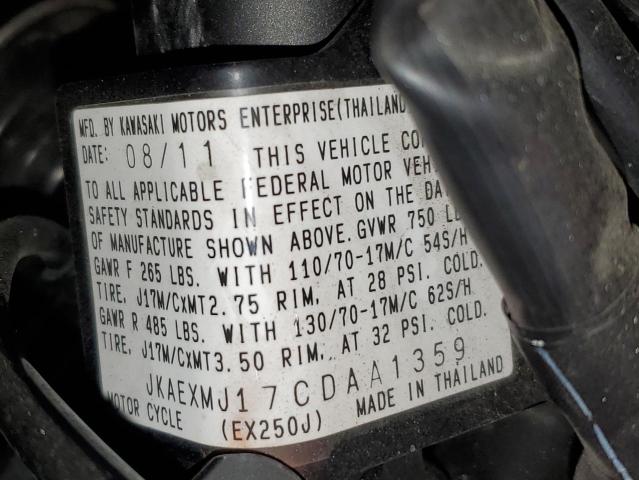 MFD. BY KAWASAKI MOTORS ENTERPRISE(THAILAND
DATE: 08/11 THIS VEHICLE
TO ALL APPLICABLE FEDERAL MOTOR
SAFETY STANDARDS IN EFFECT ON THE
OF MANUFACTURE SHOWN ABOVE. GVWR 750
GAWR F 265 LBS. WITH 110/70-17M/C 54S/H
TIRE, J17M/CxMT2.75 RIM, AT 28 PSI. COLD.
GAWR R 485 LBS. WITH 130/70-17M/C 62S/H
TIRE, J17M/CxMT3.50 RIM, AT 32 PSI. COLD.
JKAEXMJ17CDAA1359
MOTOR CYCLE (EX250J) MADE IN THAILAND